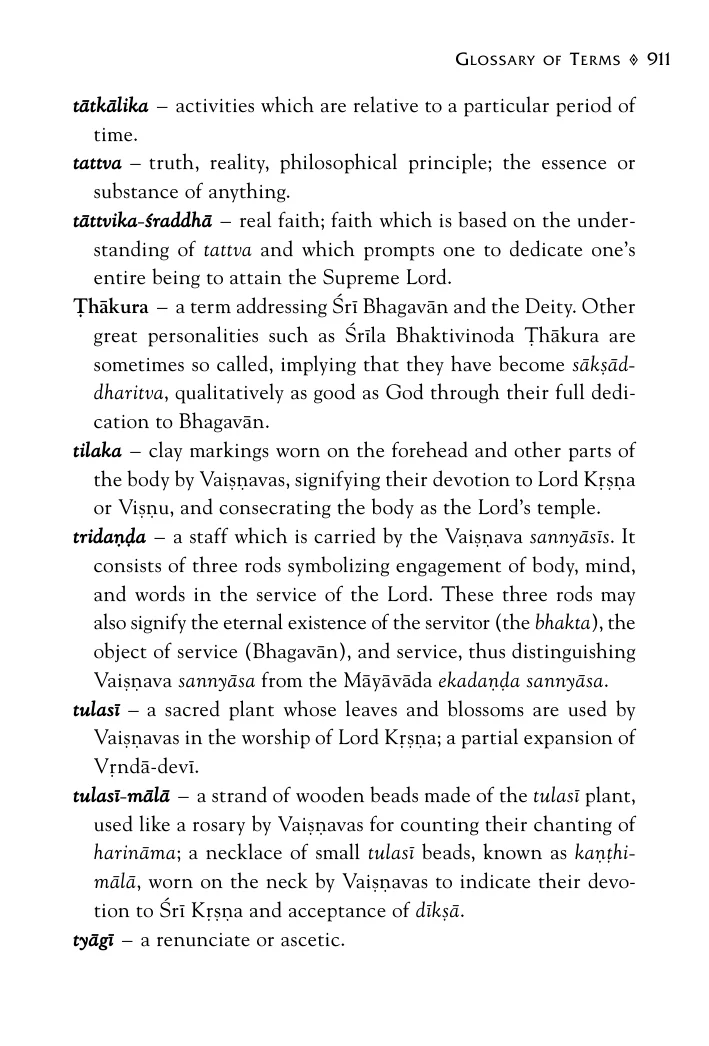 Glossary of Terms ◊ 911
tātkālika – activities which are relative to a particular period of
time.
tattva – truth, reality, philosophical principle; the essence or
substance of anything.
tāttvika-śraddhā – real faith; faith which is based on the under-
standing of tattva and which prompts one to dedicate one’s
entire being to attain the Supreme Lord.
Ṭhākura – a term addressing Śrī Bhagavān and the Deity. Other
great personalities such as Śrīla Bhaktivinoda Ṭhākura are
sometimes so called, implying that they have become sākṣād-
dharitva, qualitatively as good as God through their full dedi-
cation to Bhagavān.
tilaka – clay markings worn on the forehead and other parts of
the body by Vaiṣṇavas, signifying their devotion to Lord Kṛṣṇa
or Viṣṇu, and consecrating the body as the Lord’s temple.
tridaṇḍa – a staff which is carried by the Vaiṣṇava sannyāsīs. It
consists of three rods symbolizing engagement of body, mind,
and words in the service of the Lord. These three rods may
also signify the eternal existence of the servitor (the bhakta), the
object of service (Bhagavān), and service, thus distinguishing
Vaiṣṇava sannyāsa from the Māyāvāda ekadaṇḍa sannyāsa.
tulasī – a sacred plant whose leaves and blossoms are used by
Vaiṣṇavas in the worship of Lord Kṛṣṇa; a partial expansion of
Vṛndā-devī.
tulasī-mālā – a strand of wooden beads made of the tulasī plant,
used like a rosary by Vaiṣṇavas for counting their chanting of
harināma; a necklace of small tulasī beads, known as kaṇṭhi-
mālā, worn on the neck by Vaiṣṇavas to indicate their devo-
tion to Śrī Kṛṣṇa and acceptance of dīkṣā.
tyāgī – a renunciate or ascetic.